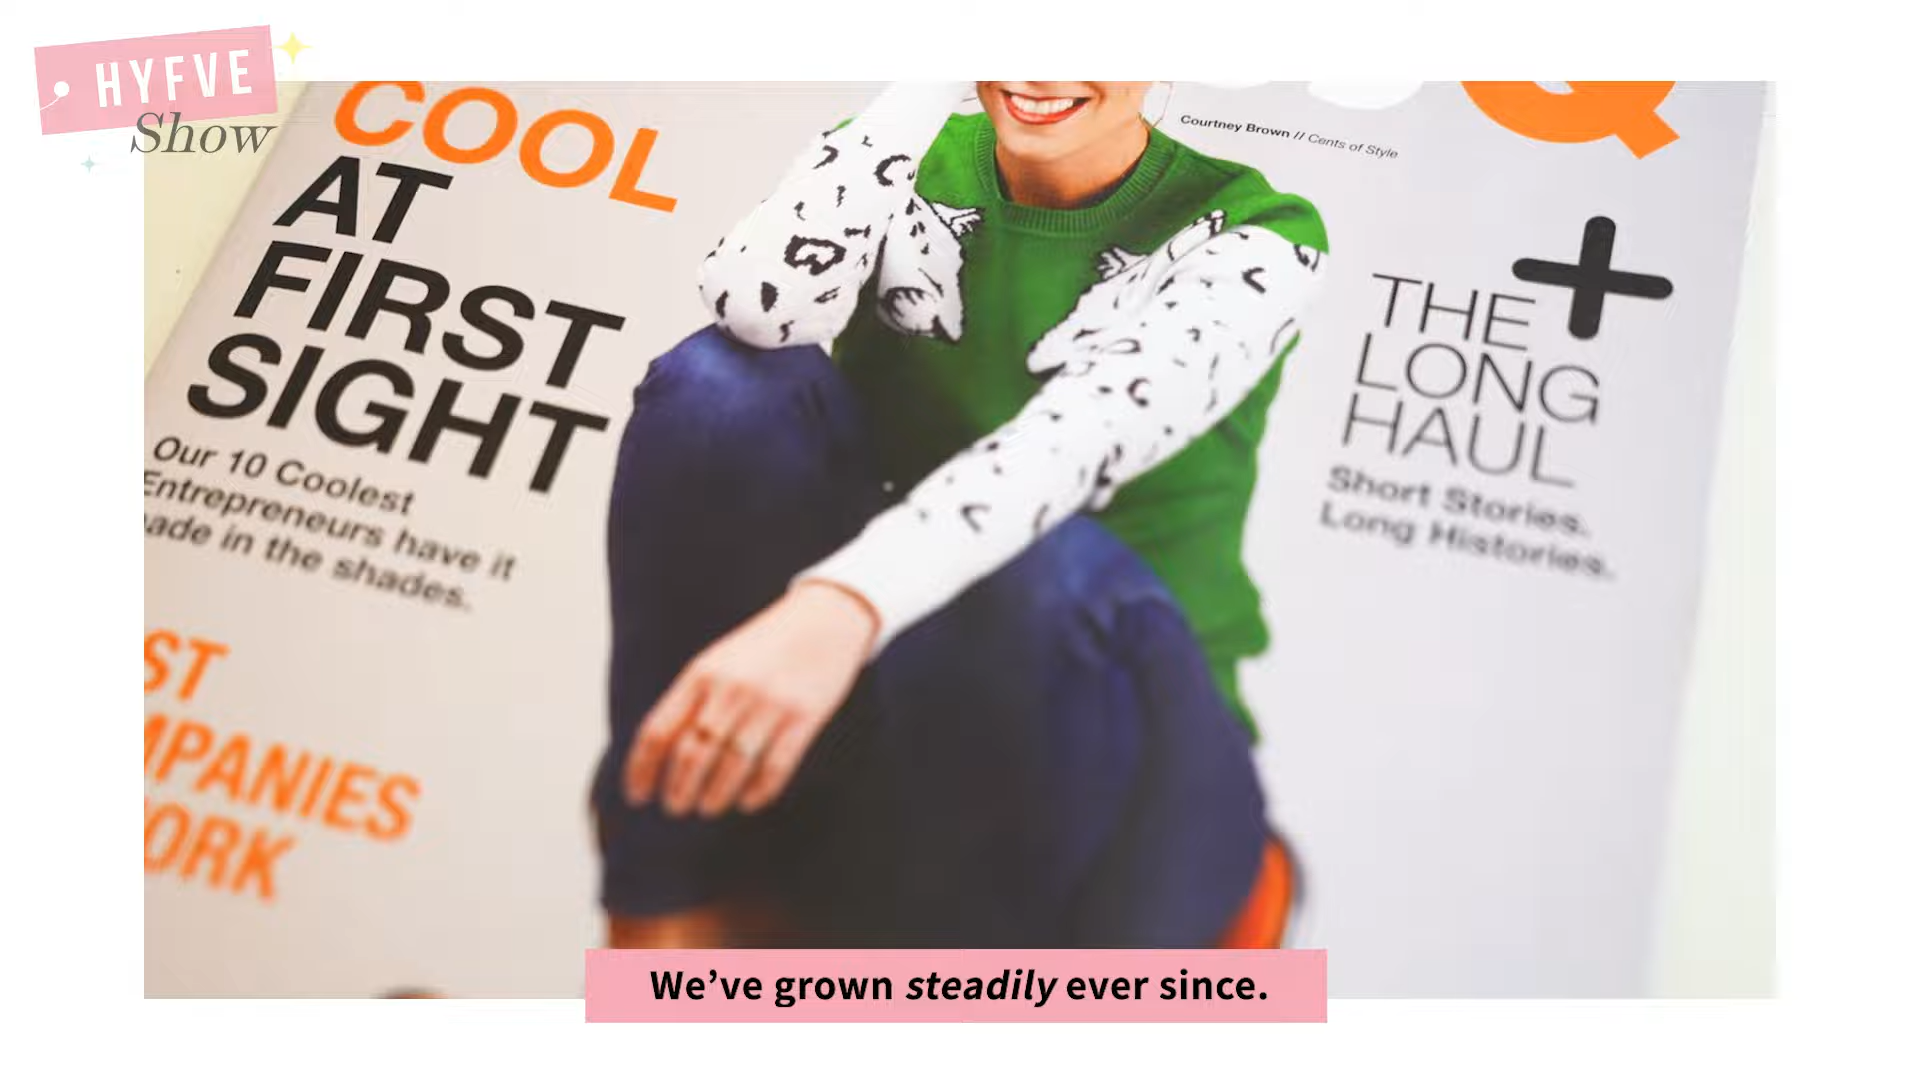 HYFVE
Show
COOL
AT
FIRST
SIGHT
Our 10 Coolest
Entrepreneurs have it
ade in the shades.
ST
MPANIES
ORK
Q
Courtney Brown // Cents of Style
+
THE
LONG
HAUL
Short Stories.
Long Histories.
We’ve grown steadily ever since.